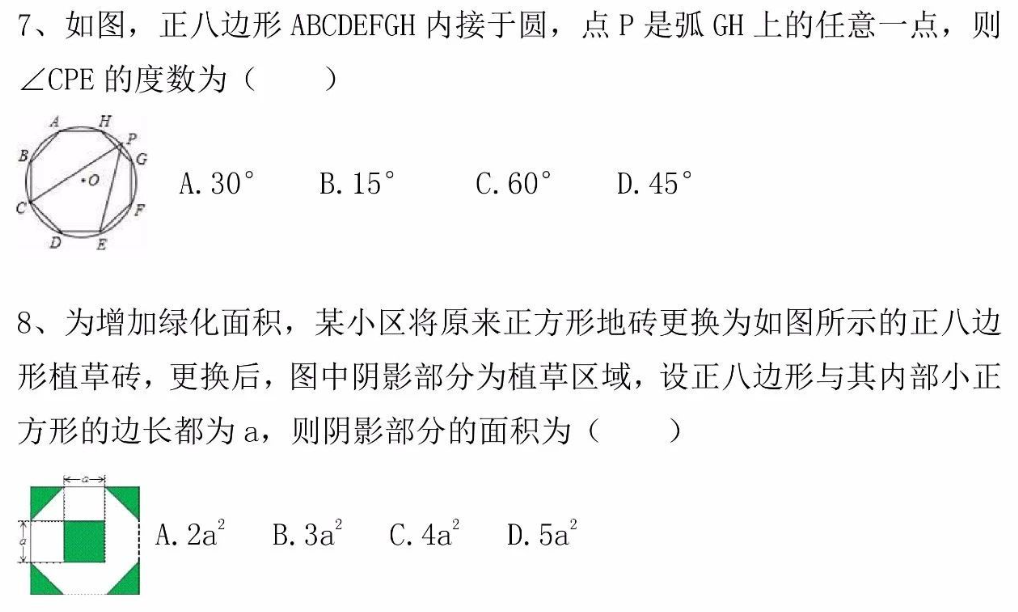 7、如图，正八边形 ABCDEFGH 内接于圆，点 P 是弧 GH 上的任意一点，则
∠CPE 的度数为（　　）
A H
P
B G
O
C F
D E
A. 30° B. 15° C. 60° D. 45°
8、为增加绿化面积，某小区将原来正方形地砖更换为如图所示的正八边
形植草砖，更换后，图中阴影部分为植草区域，设正八边形与其内部小正
方形的边长都为 a，则阴影部分的面积为（　　）
a
a
A. 2a² B. 3a² C. 4a² D. 5a²